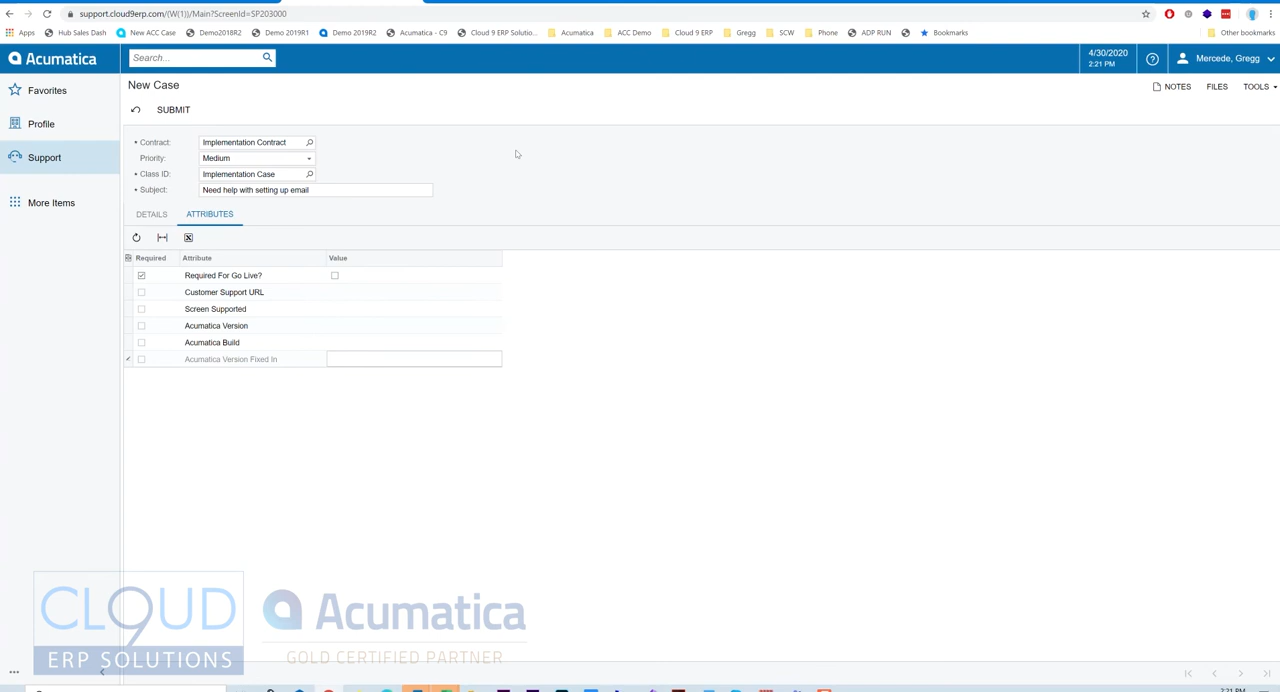 support.cloud9erp.com/(W(1))/Main?ScreenId=SP203000
Apps Hub Sales Dash New ACC Case Demo2018R2 Demo 2019R1 Demo 2019R2 Acumatica - C9 Cloud 9 ERP Solutio... Acumatica ACC Demo Cloud 9 ERP Gregg SCW Phone ADP RUN Bookmarks Other bookmarks
Acumatica Search... 4/30/2020 2:21 PM Mercede, Gregg
New Case NOTES FILES TOOLS
Favorites
SUBMIT
Profile
Contract: Implementation Contract
Priority: Medium
Support
Class ID: Implementation Case
Subject: Need help with setting up email
More Items
DETAILS ATTRIBUTES
Required Attribute Value
Required For Go Live?
Customer Support URL
Screen Supported
Acumatica Version
Acumatica Build
Acumatica Version Fixed In
CL9UD
ERP SOLUTIONS
Acumatica
GOLD CERTIFIED PARTNER
2:21 PM